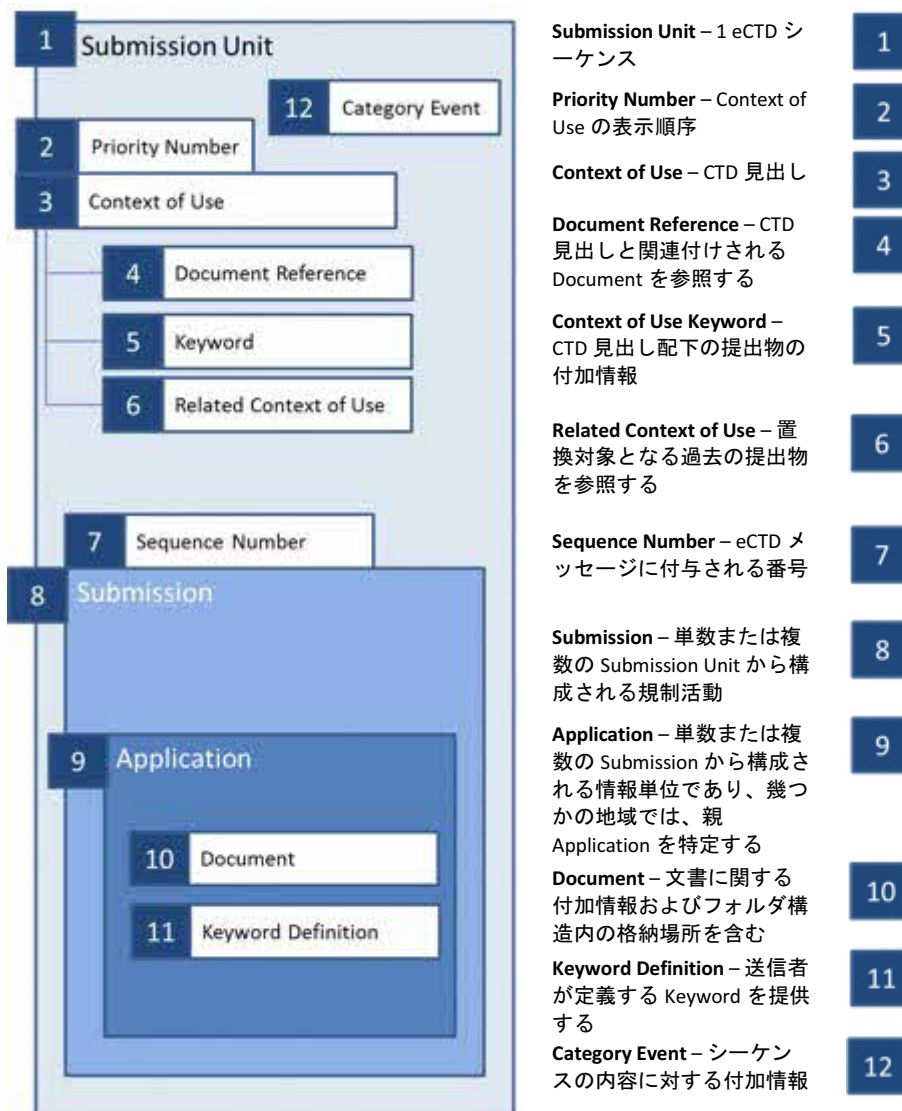 1 Submission Unit
12 Category Event
2 Priority Number
3 Context of Use
4 Document Reference
5 Keyword
6 Related Context of Use
7 Sequence Number
8 Submission
9 Application
10 Document
11 Keyword Definition
Submission Unit – 1 eCTD シ
ーケンス
1
Priority Number – Context of
Use の表示順序
2
Context of Use – CTD 見出し
3
Document Reference – CTD
見出しと関連付けされる
Document を参照する
4
Context of Use Keyword –
CTD 見出し配下の提出物の
付加情報
5
Related Context of Use – 置
換対象となる過去の提出物
を参照する
6
Sequence Number – eCTD メ
ッセージに付与される番号
7
Submission – 単数または複
数の Submission Unit から構
成される規制活動
8
Application – 単数または複
数の Submission から構成さ
れる情報単位であり、幾つ
かの地域では、親
Application を特定する
9
Document – 文書に関する
付加情報およびフォルダ構
造内の格納場所を含む
10
Keyword Definition – 送信者
が定義する Keyword を提供
する
11
Category Event – シーケン
スの内容に対する付加情報
12